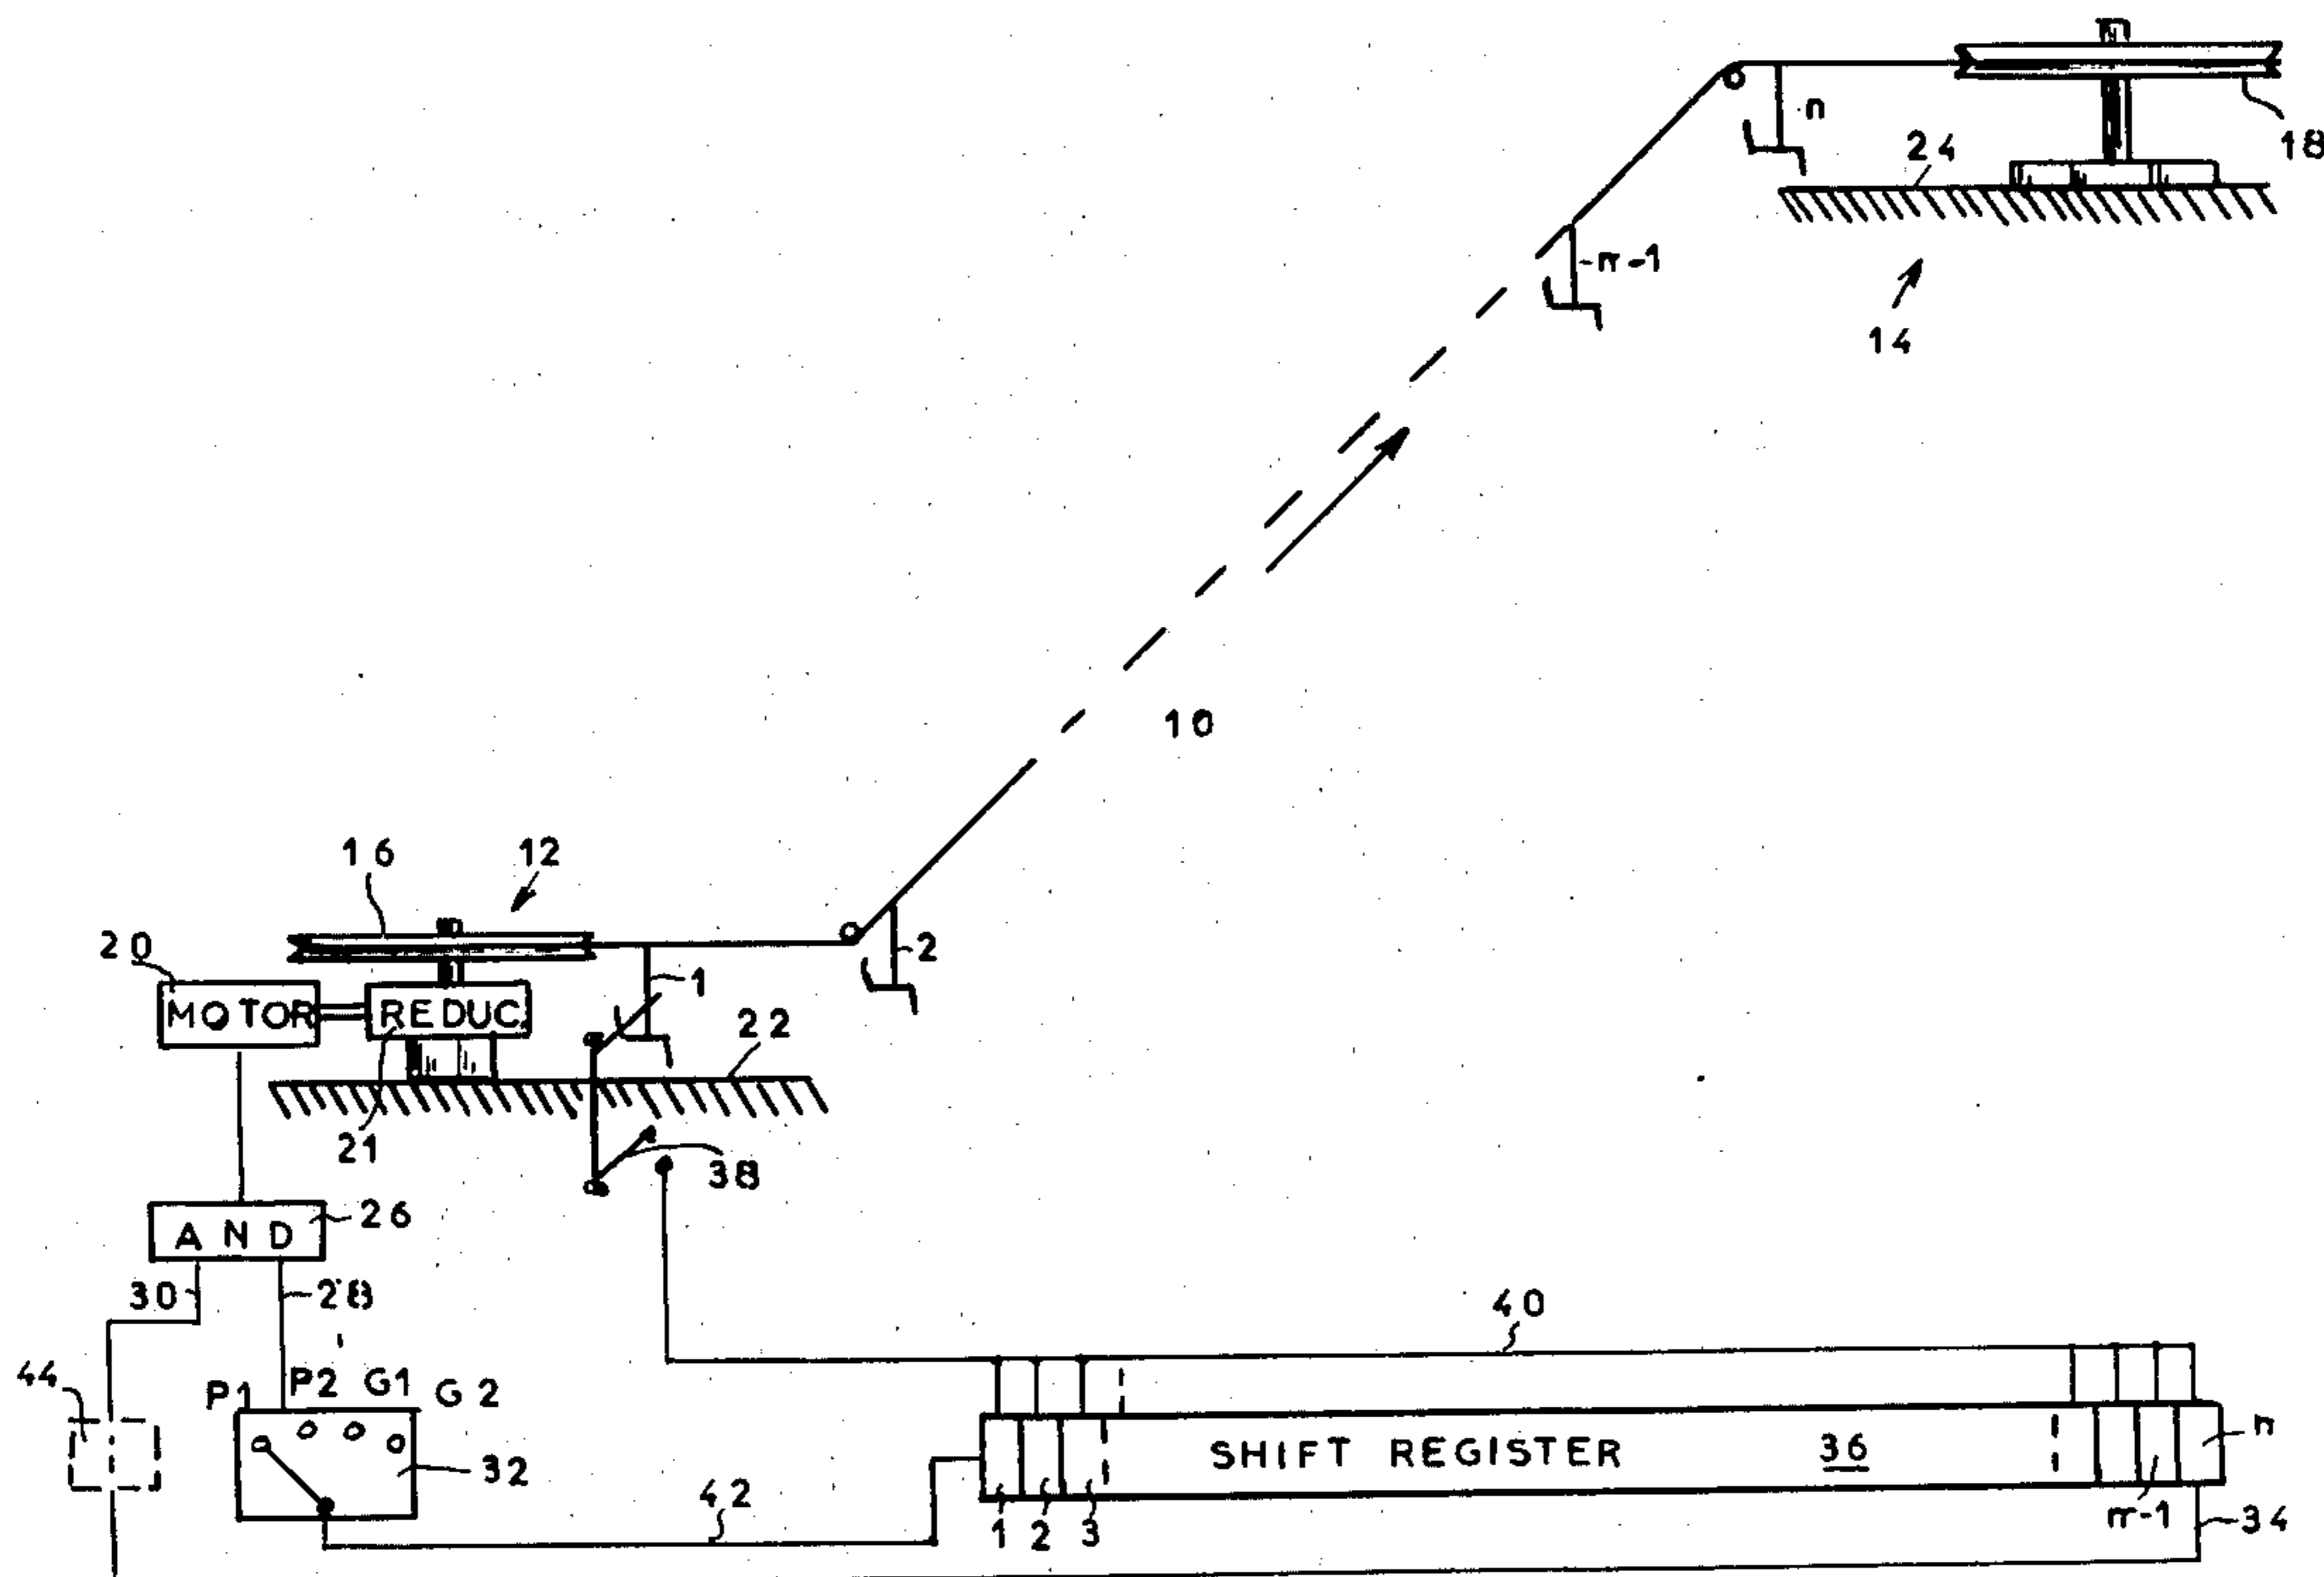 18
n
24
n-1
14
10
16
12
20
2
MOTOR
REDUC.
1
22
21
38
AND
26
30
28
40
44
P1 P2 G1 G2
32
SHIFT REGISTER
36
n
42
1
2
3
n-1
34